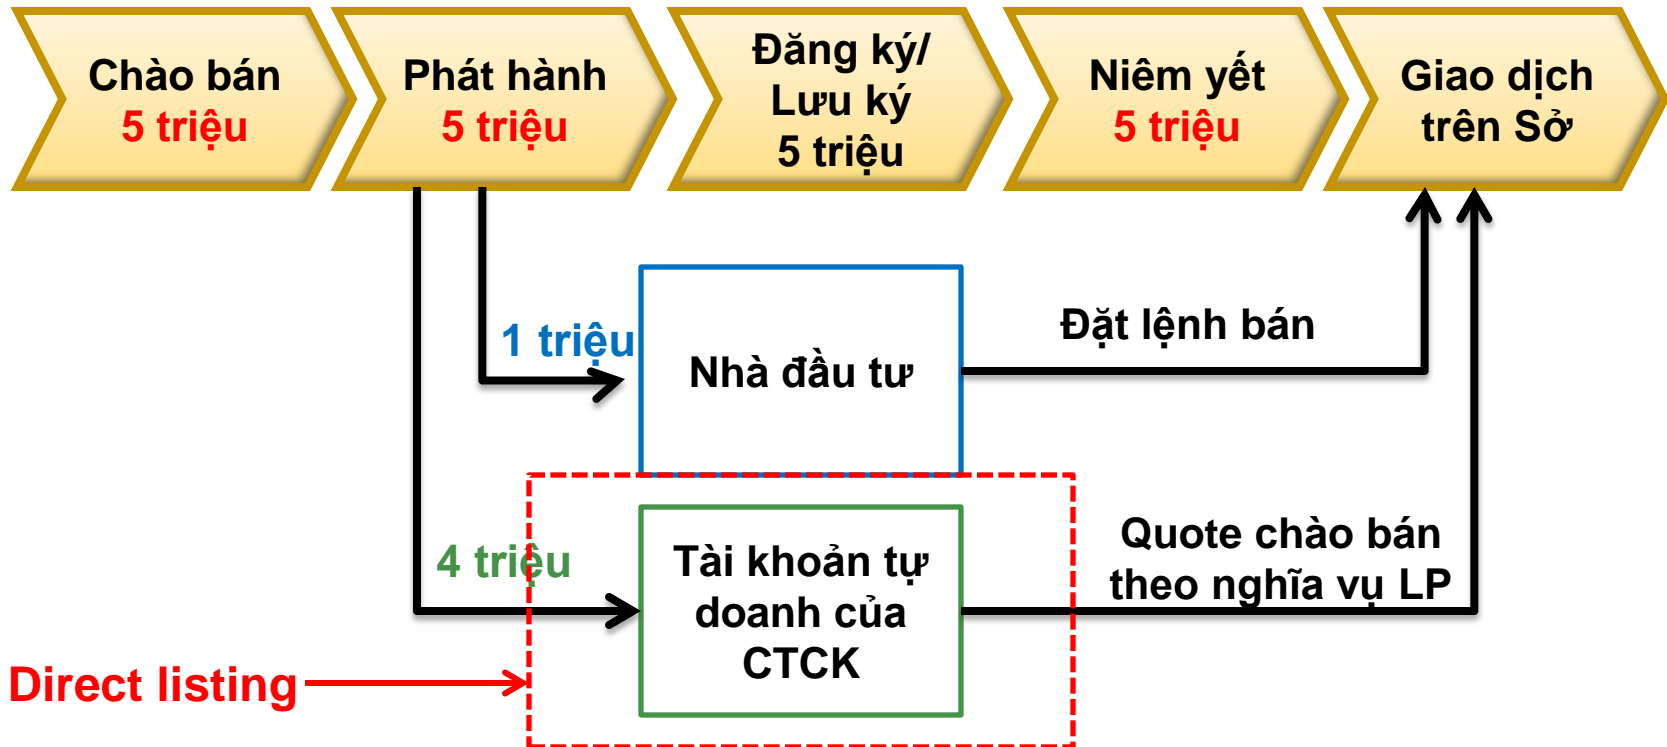 Chào bán
5 triệu
Phát hành
5 triệu
Đăng ký/
Lưu ký
5 triệu
Niêm yết
5 triệu
Giao dịch
trên Sở
1 triệu
Nhà đầu tư
Đặt lệnh bán
4 triệu
Tài khoản tự
doanh của
CTCK
Quote chào bán
theo nghĩa vụ LP
Direct listing